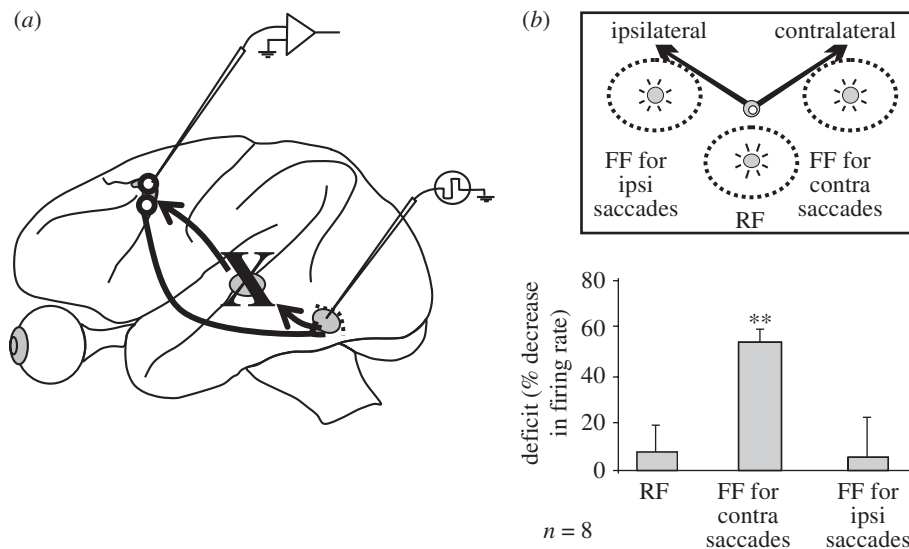 (a)
X
(b)
ipsilateral contralateral
FF for
ipsi
saccades
RF
FF for
contra
saccades
deficit (% decrease
in firing rate)
80
60
40
20
0
**
RF
FF for
contra
saccades
FF for
ipsi
saccades
n = 8